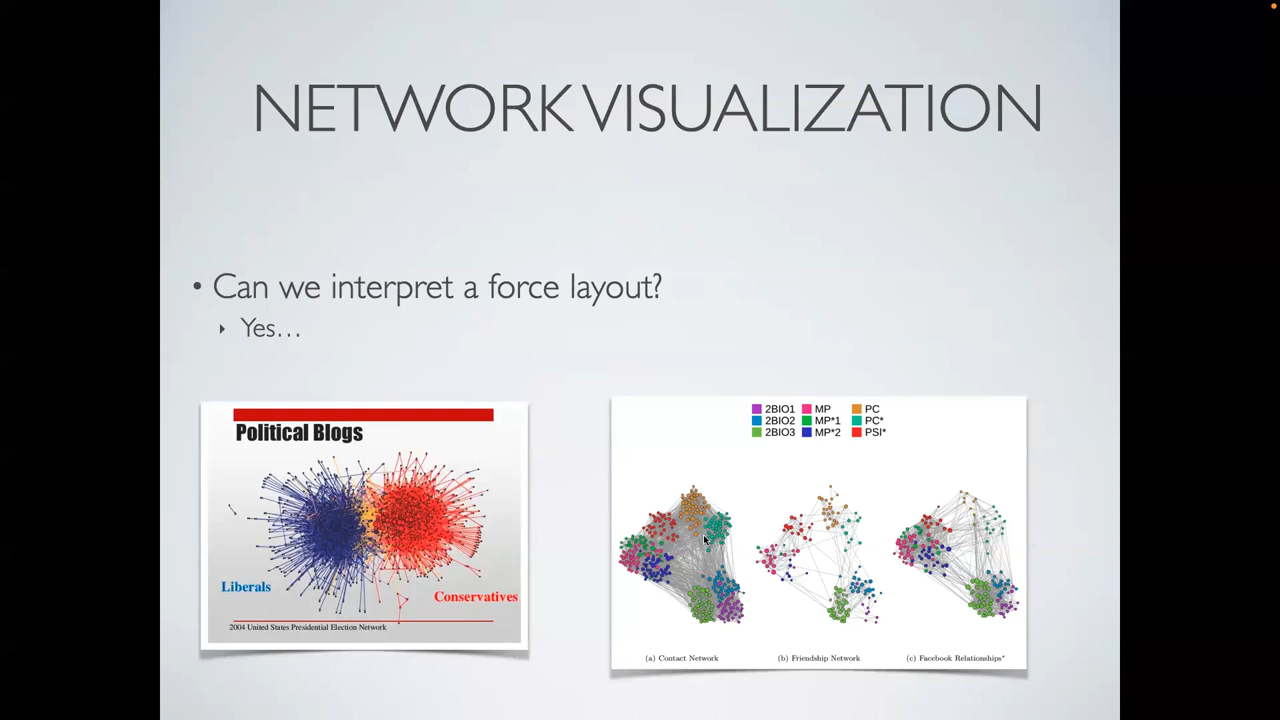 NETWORK VISUALIZATION
• Can we interpret a force layout?
‣ Yes…
Political Blogs
Liberals
Conservatives
2004 United States Presidential Election Network
2BIO1 MP PC
2BIO2 MP*1 PC*
2BIO3 MP*2 PSI*
(a) Contact Network (b) Friendship Network (c) Facebook Relationships*